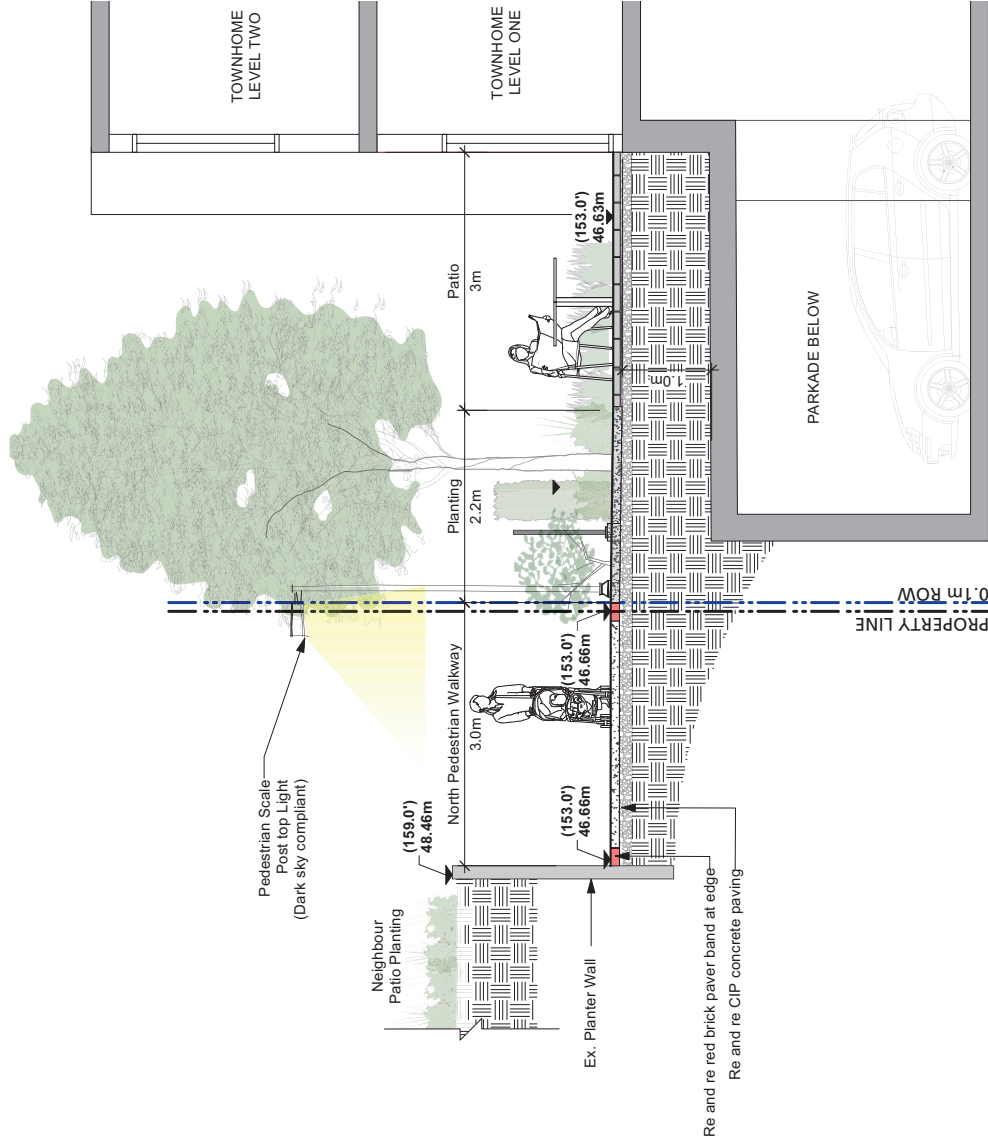 TOWNHOME
LEVEL TWO
TOWNHOME
LEVEL ONE
Pedestrian Scale
Post top Light
(Dark sky compliant)
Neighbour
Patio Planting
(159.0')
48.46m
North Pedestrian Walkway
3.0m
Planting
2.2m
Patio
3m
(153.0')
46.66m
(153.0')
46.66m
(153.0')
46.63m
1.0m
PARKADE BELOW
Ex. Planter Wall
Re and re red brick paver band at edge
Re and re CIP concrete paving
PROPERTY LINE
0.1m ROW